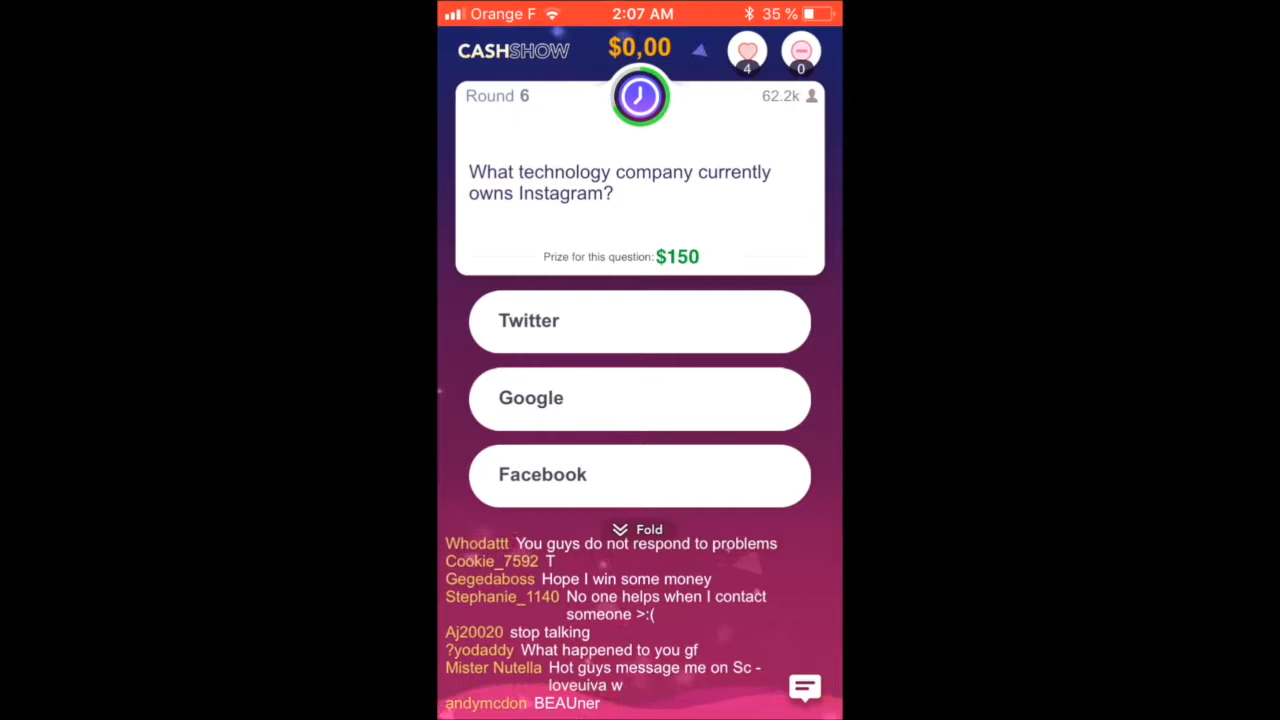 Orange F 2:07 AM 35 %
CASHSHOW $0,00 4 0
Round 6 62.2k
What technology company currently
owns Instagram?
Prize for this question: $150
Twitter
Google
Facebook
Fold
Whodattt You guys do not respond to problems
Cookie_7592 T
Gegedaboss Hope I win some money
Stephanie_1140 No one helps when I contact
someone >:(
Aj20020 stop talking
?yodaddy What happened to you gf
Mister Nutella Hot guys message me on Sc -
loveuiva w
andymcdon BEAUner